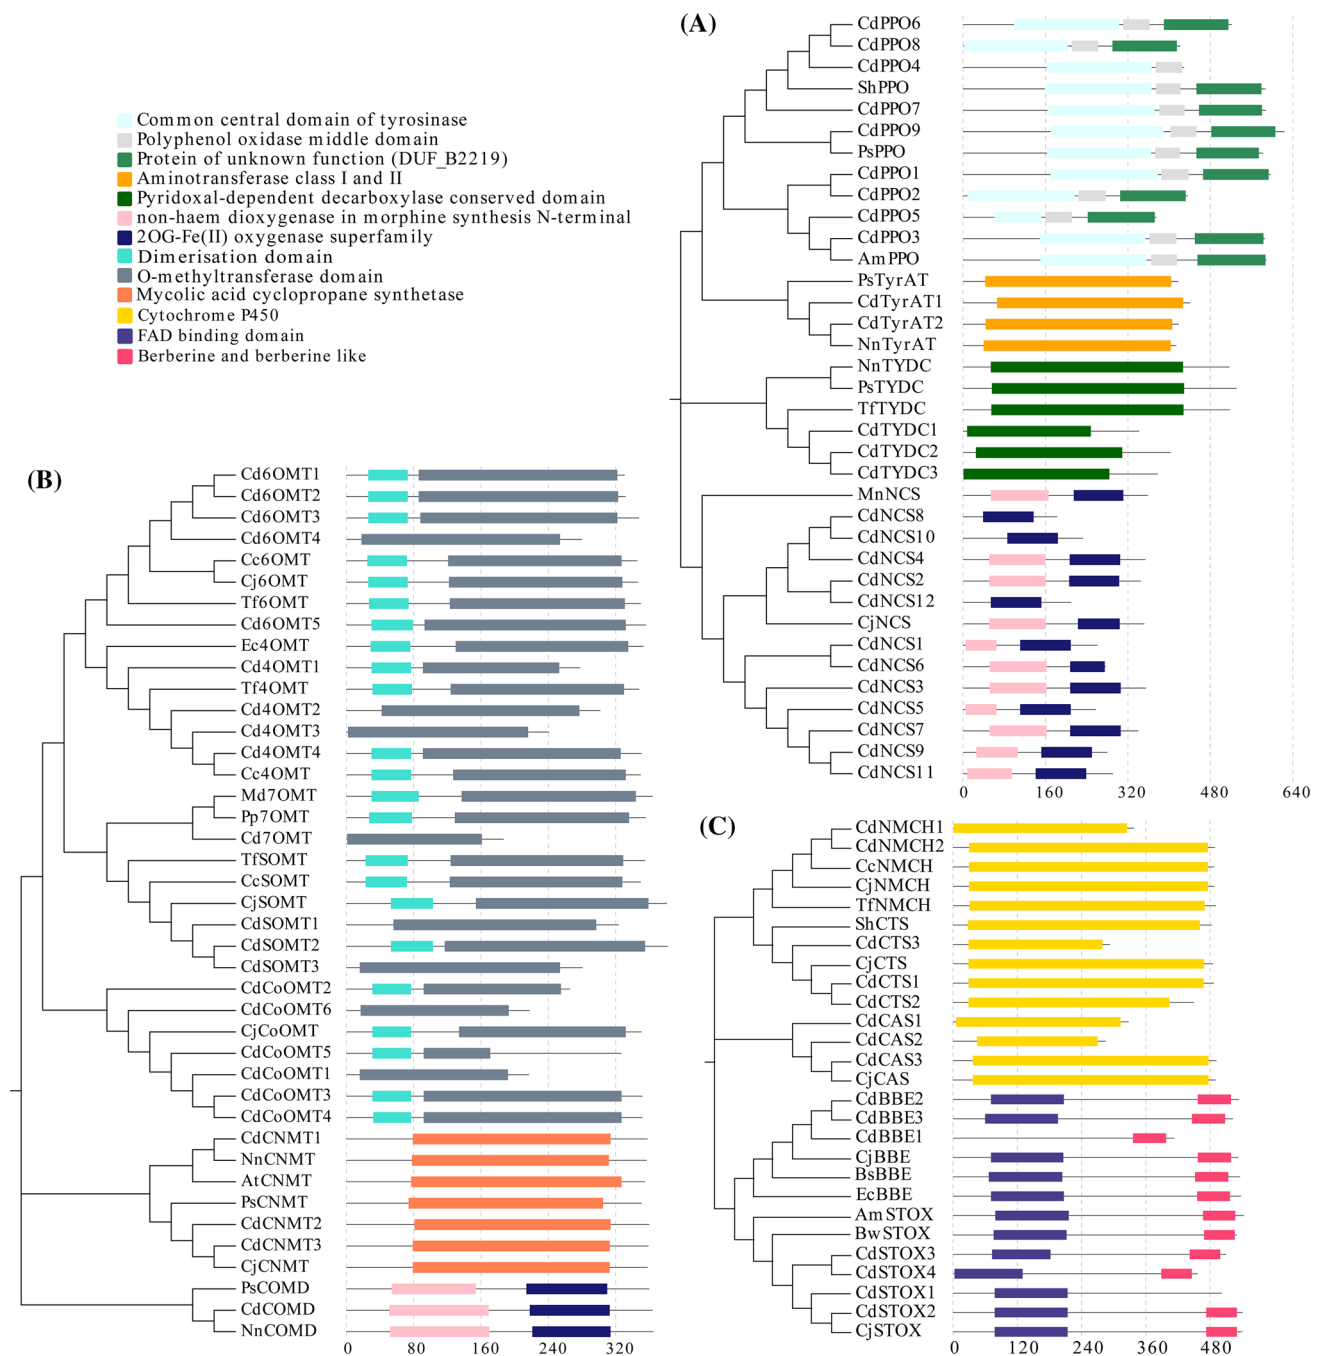 (A)
CdPPO6
CdPPO8
CdPPO4
ShPPO
CdPPO7
CdPPO9
PsPPO
CdPPO1
CdPPO2
CdPPO5
CdPPO3
AmPPO
PsTyrAT
CdTyrAT1
CdTyrAT2
NnTyrAT
NnTYDC
PsTYDC
TfTYDC
CdTYDC1
CdTYDC2
CdTYDC3
MnNCS
CdNCS8
CdNCS10
CdNCS4
CdNCS2
CdNCS12
CjNCS
CdNCS1
CdNCS6
CdNCS3
CdNCS5
CdNCS7
CdNCS9
CdNCS11
0 160 320 480 640
Common central domain of tyrosinase
Polyphenol oxidase middle domain
Protein of unknown function (DUF_B2219)
Aminotransferase class I and II
Pyridoxal-dependent decarboxylase conserved domain
non-haem dioxygenase in morphine synthesis N-terminal
2OG-Fe(II) oxygenase superfamily
Dimerisation domain
O-methyltransferase domain
Mycolic acid cyclopropane synthetase
Cytochrome P450
FAD binding domain
Berberine and berberine like
(B)
Cd6OMT1
Cd6OMT2
Cd6OMT3
Cd6OMT4
Cc6OMT
Cj6OMT
Tf6OMT
Cd6OMT5
Ec4OMT
Cd4OMT1
Tf4OMT
Cd4OMT2
Cd4OMT3
Cd4OMT4
Cc4OMT
Md7OMT
Pp7OMT
Cd7OMT
TfSOMT
CcSOMT
CjSOMT
CdSOMT1
CdSOMT2
CdSOMT3
CdCoOMT2
CdCoOMT6
CjCoOMT
CdCoOMT5
CdCoOMT1
CdCoOMT3
CdCoOMT4
CdCNMT1
NnCNMT
AtCNMT
PsCNMT
CdCNMT2
CdCNMT3
CjCNMT
PsCOMD
CdCOMD
NnCOMD
0 80 160 240 320
(C)
CdNMCH1
CdNMCH2
CcNMCH
CjNMCH
TfNMCH
ShCTS
CdCTS3
CjCTS
CdCTS1
CdCTS2
CdCAS1
CdCAS2
CdCAS3
CjCAS
CdBBE2
CdBBE3
CdBBE1
CjBBE
BsBBE
EcBBE
AmSTOX
BwSTOX
CdSTOX3
CdSTOX4
CdSTOX1
CdSTOX2
CjSTOX
0 120 240 360 480